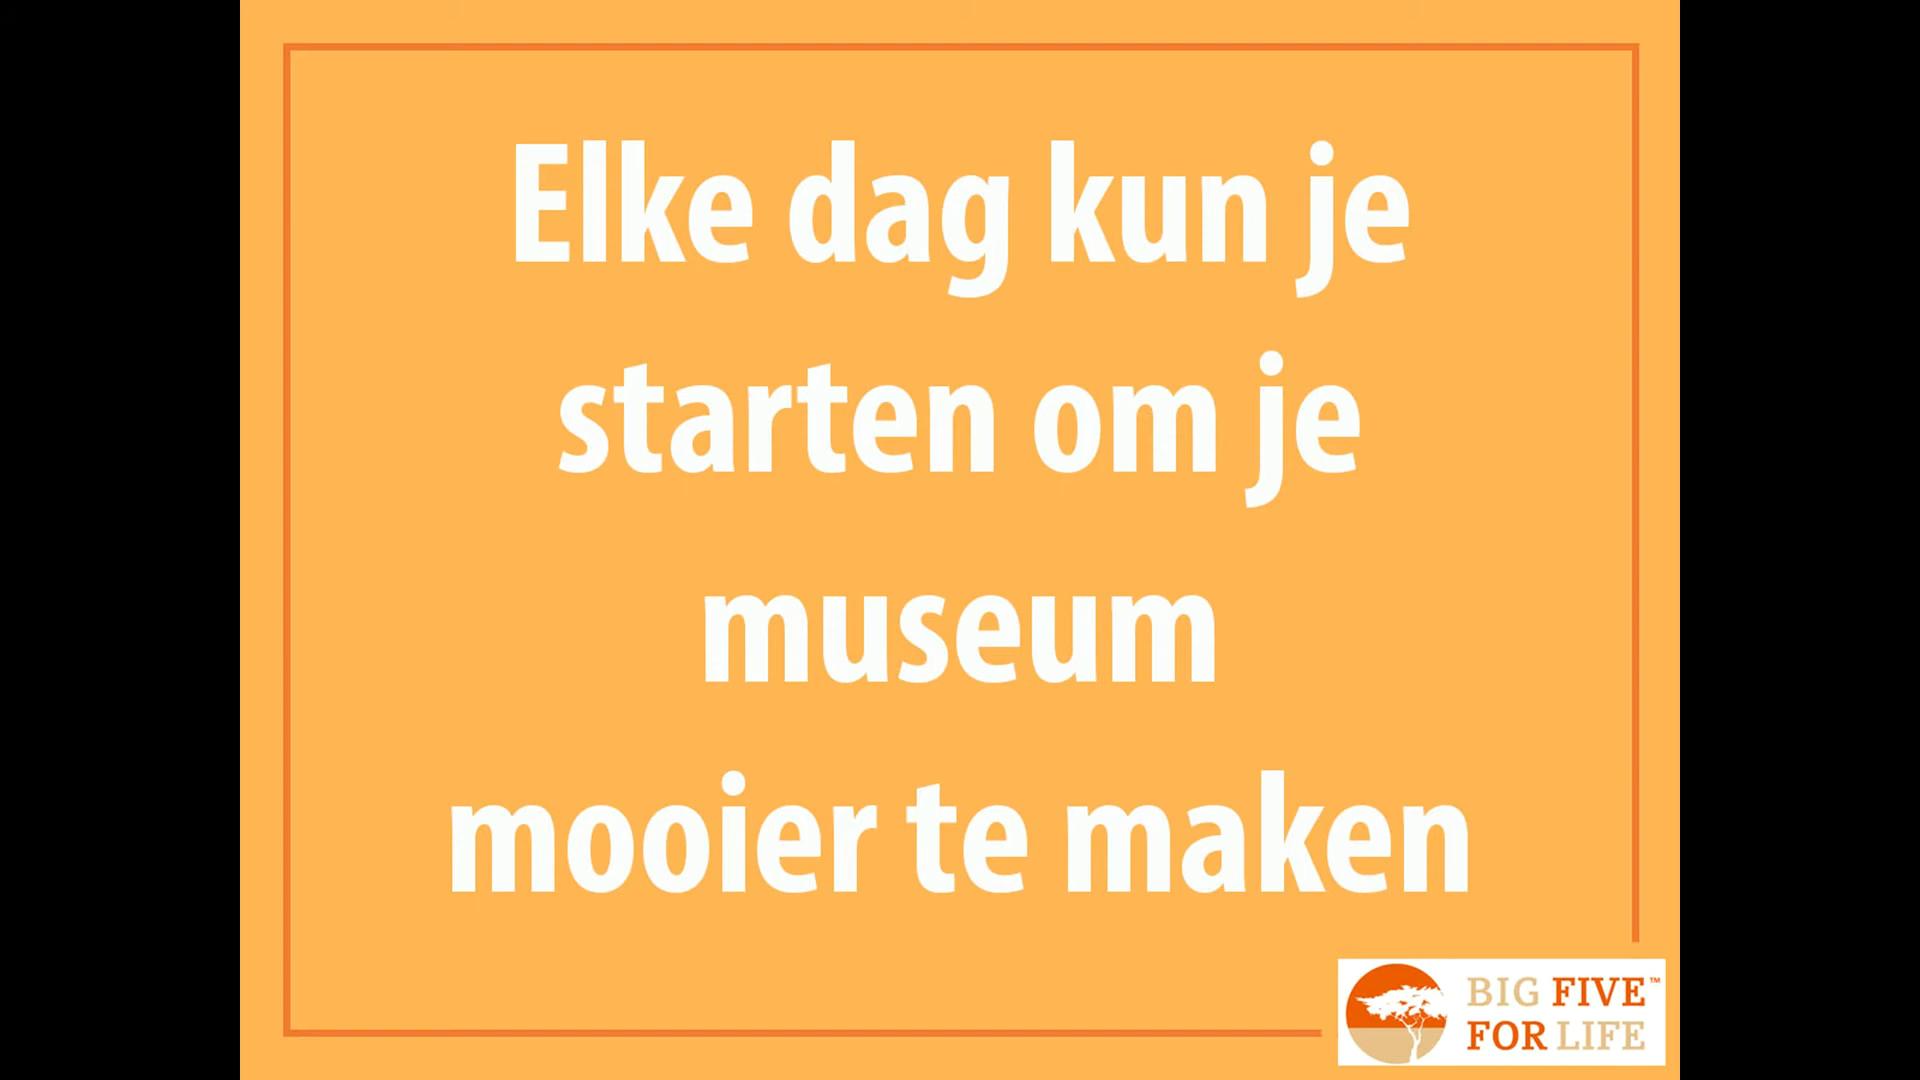 Elke dag kun je
starten om je
museum
mooier te maken
BIG FIVE™
FOR LIFE